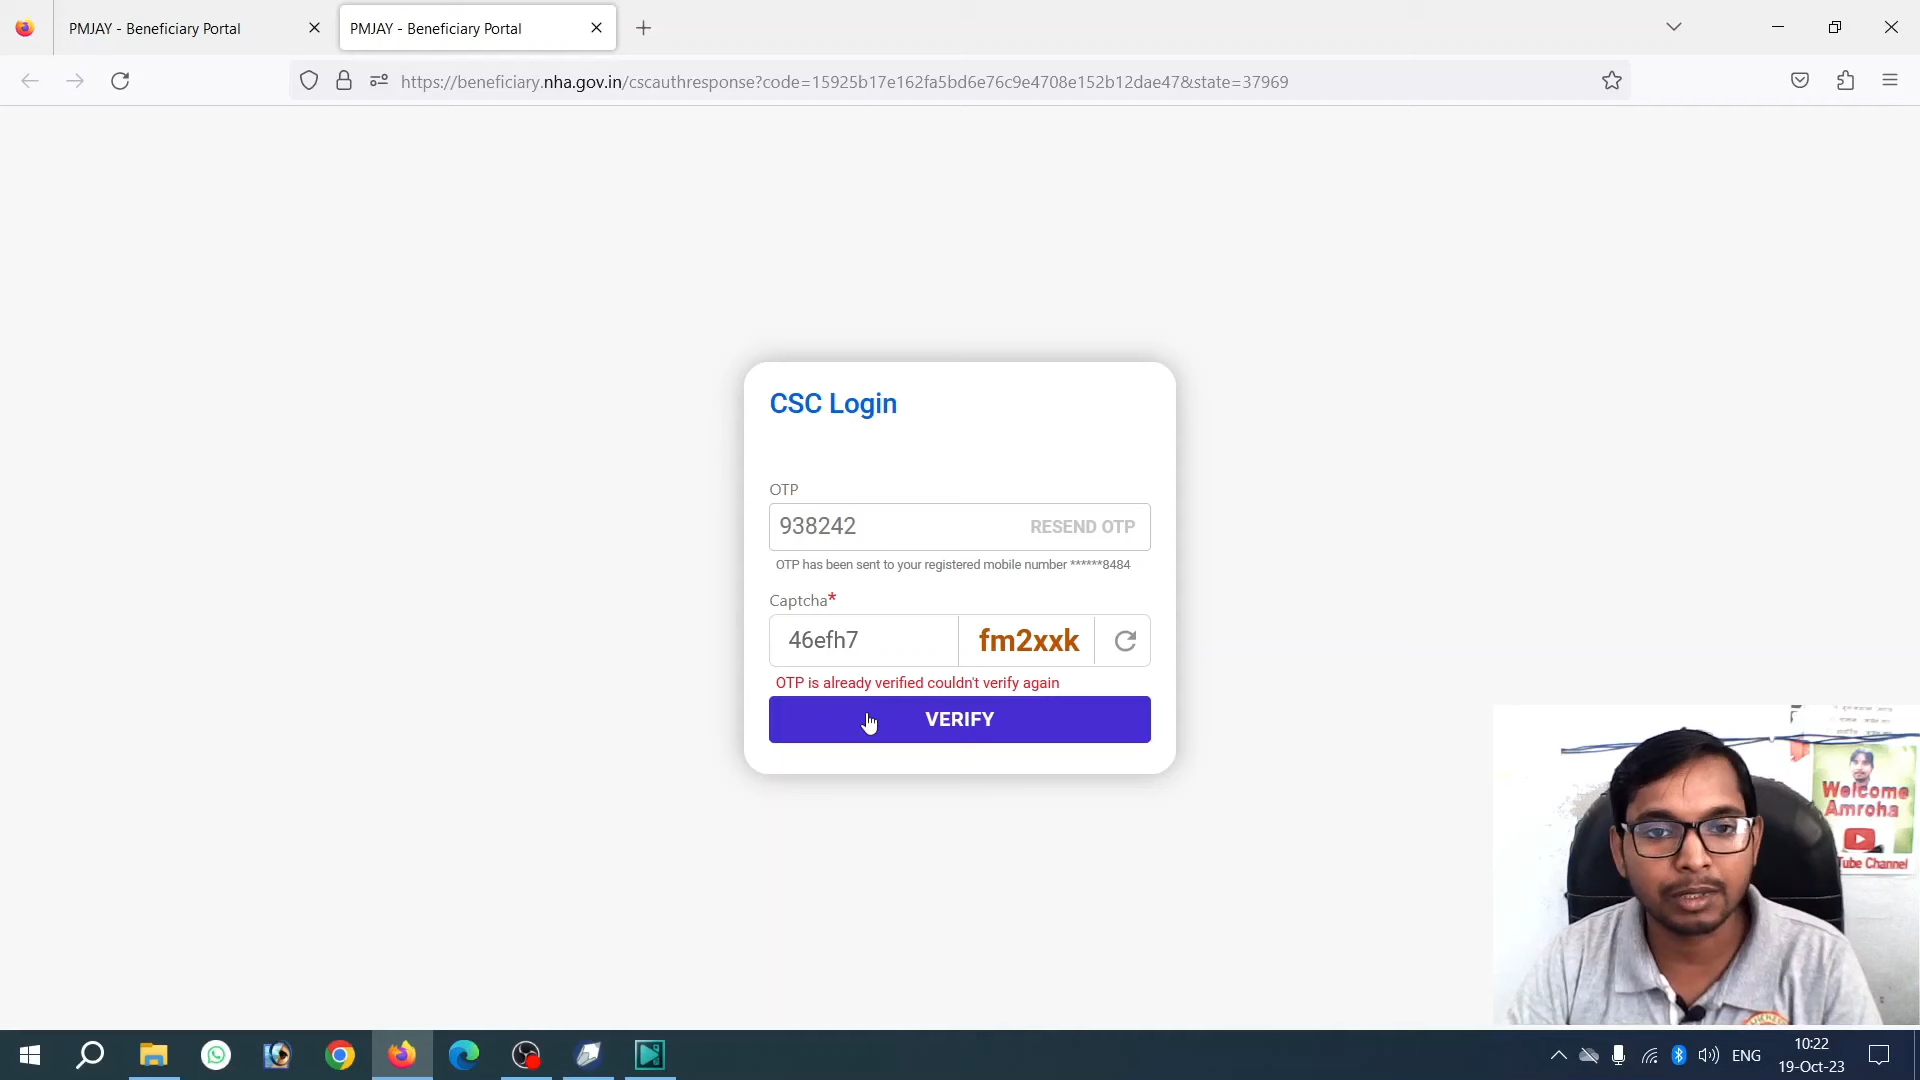 PMJAY - Beneficiary Portal
PMJAY - Beneficiary Portal
https://beneficiary.nha.gov.in/cscauthresponse?code=15925b17e162fa5bd6e76c9e4708e152b12dae47&state=37969
CSC Login
OTP
938242
RESEND OTP
OTP has been sent to your registered mobile number ******8484
Captcha*
46efh7
fm2xxk
OTP is already verified couldn't verify again
VERIFY
Welcome
Amroha
Tube Channel
ENG
10:22
19-Oct-23